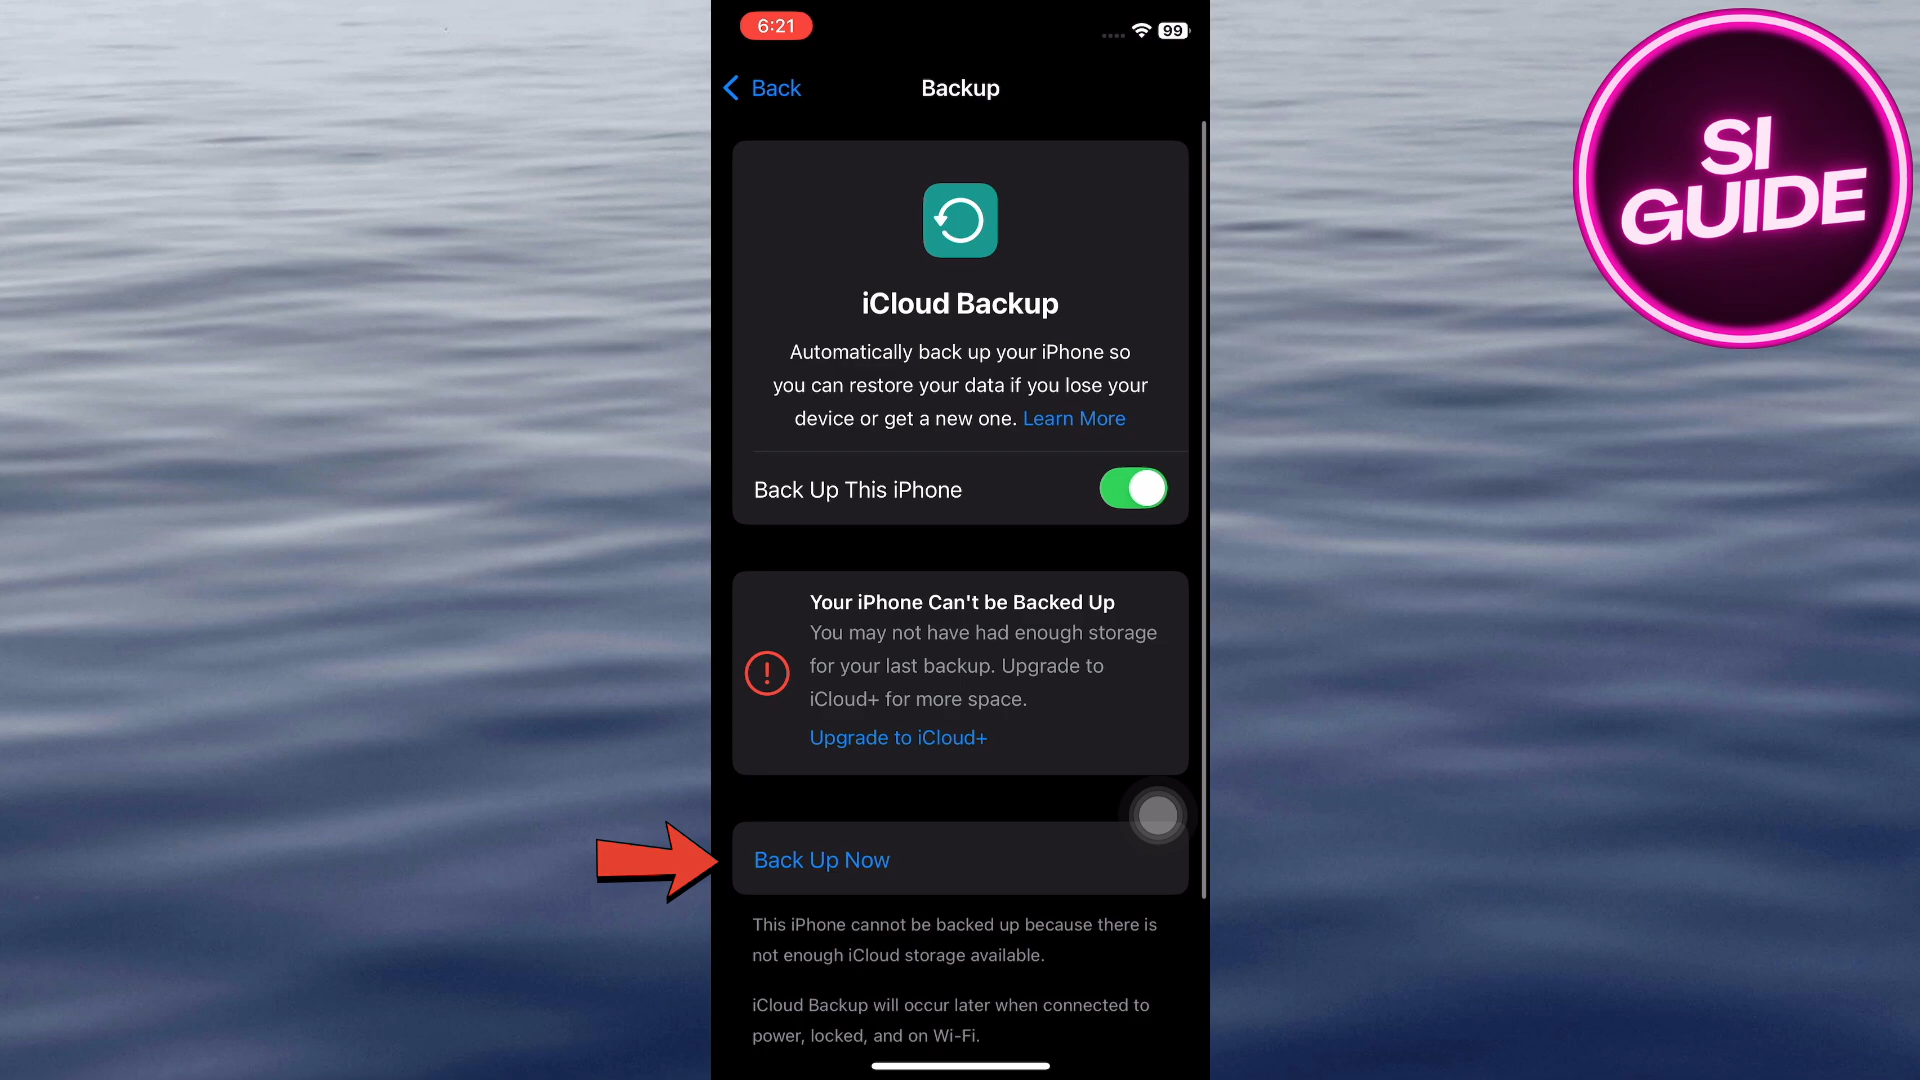 6:21
99
Back
Backup
SI
GUIDE
iCloud Backup
Automatically back up your iPhone so
you can restore your data if you lose your
device or get a new one. Learn More
Back Up This iPhone
Your iPhone Can't be Backed Up
You may not have had enough storage
for your last backup. Upgrade to
iCloud+ for more space.
Upgrade to iCloud+
Back Up Now
This iPhone cannot be backed up because there is
not enough iCloud storage available.
iCloud Backup will occur later when connected to
power, locked, and on Wi-Fi.